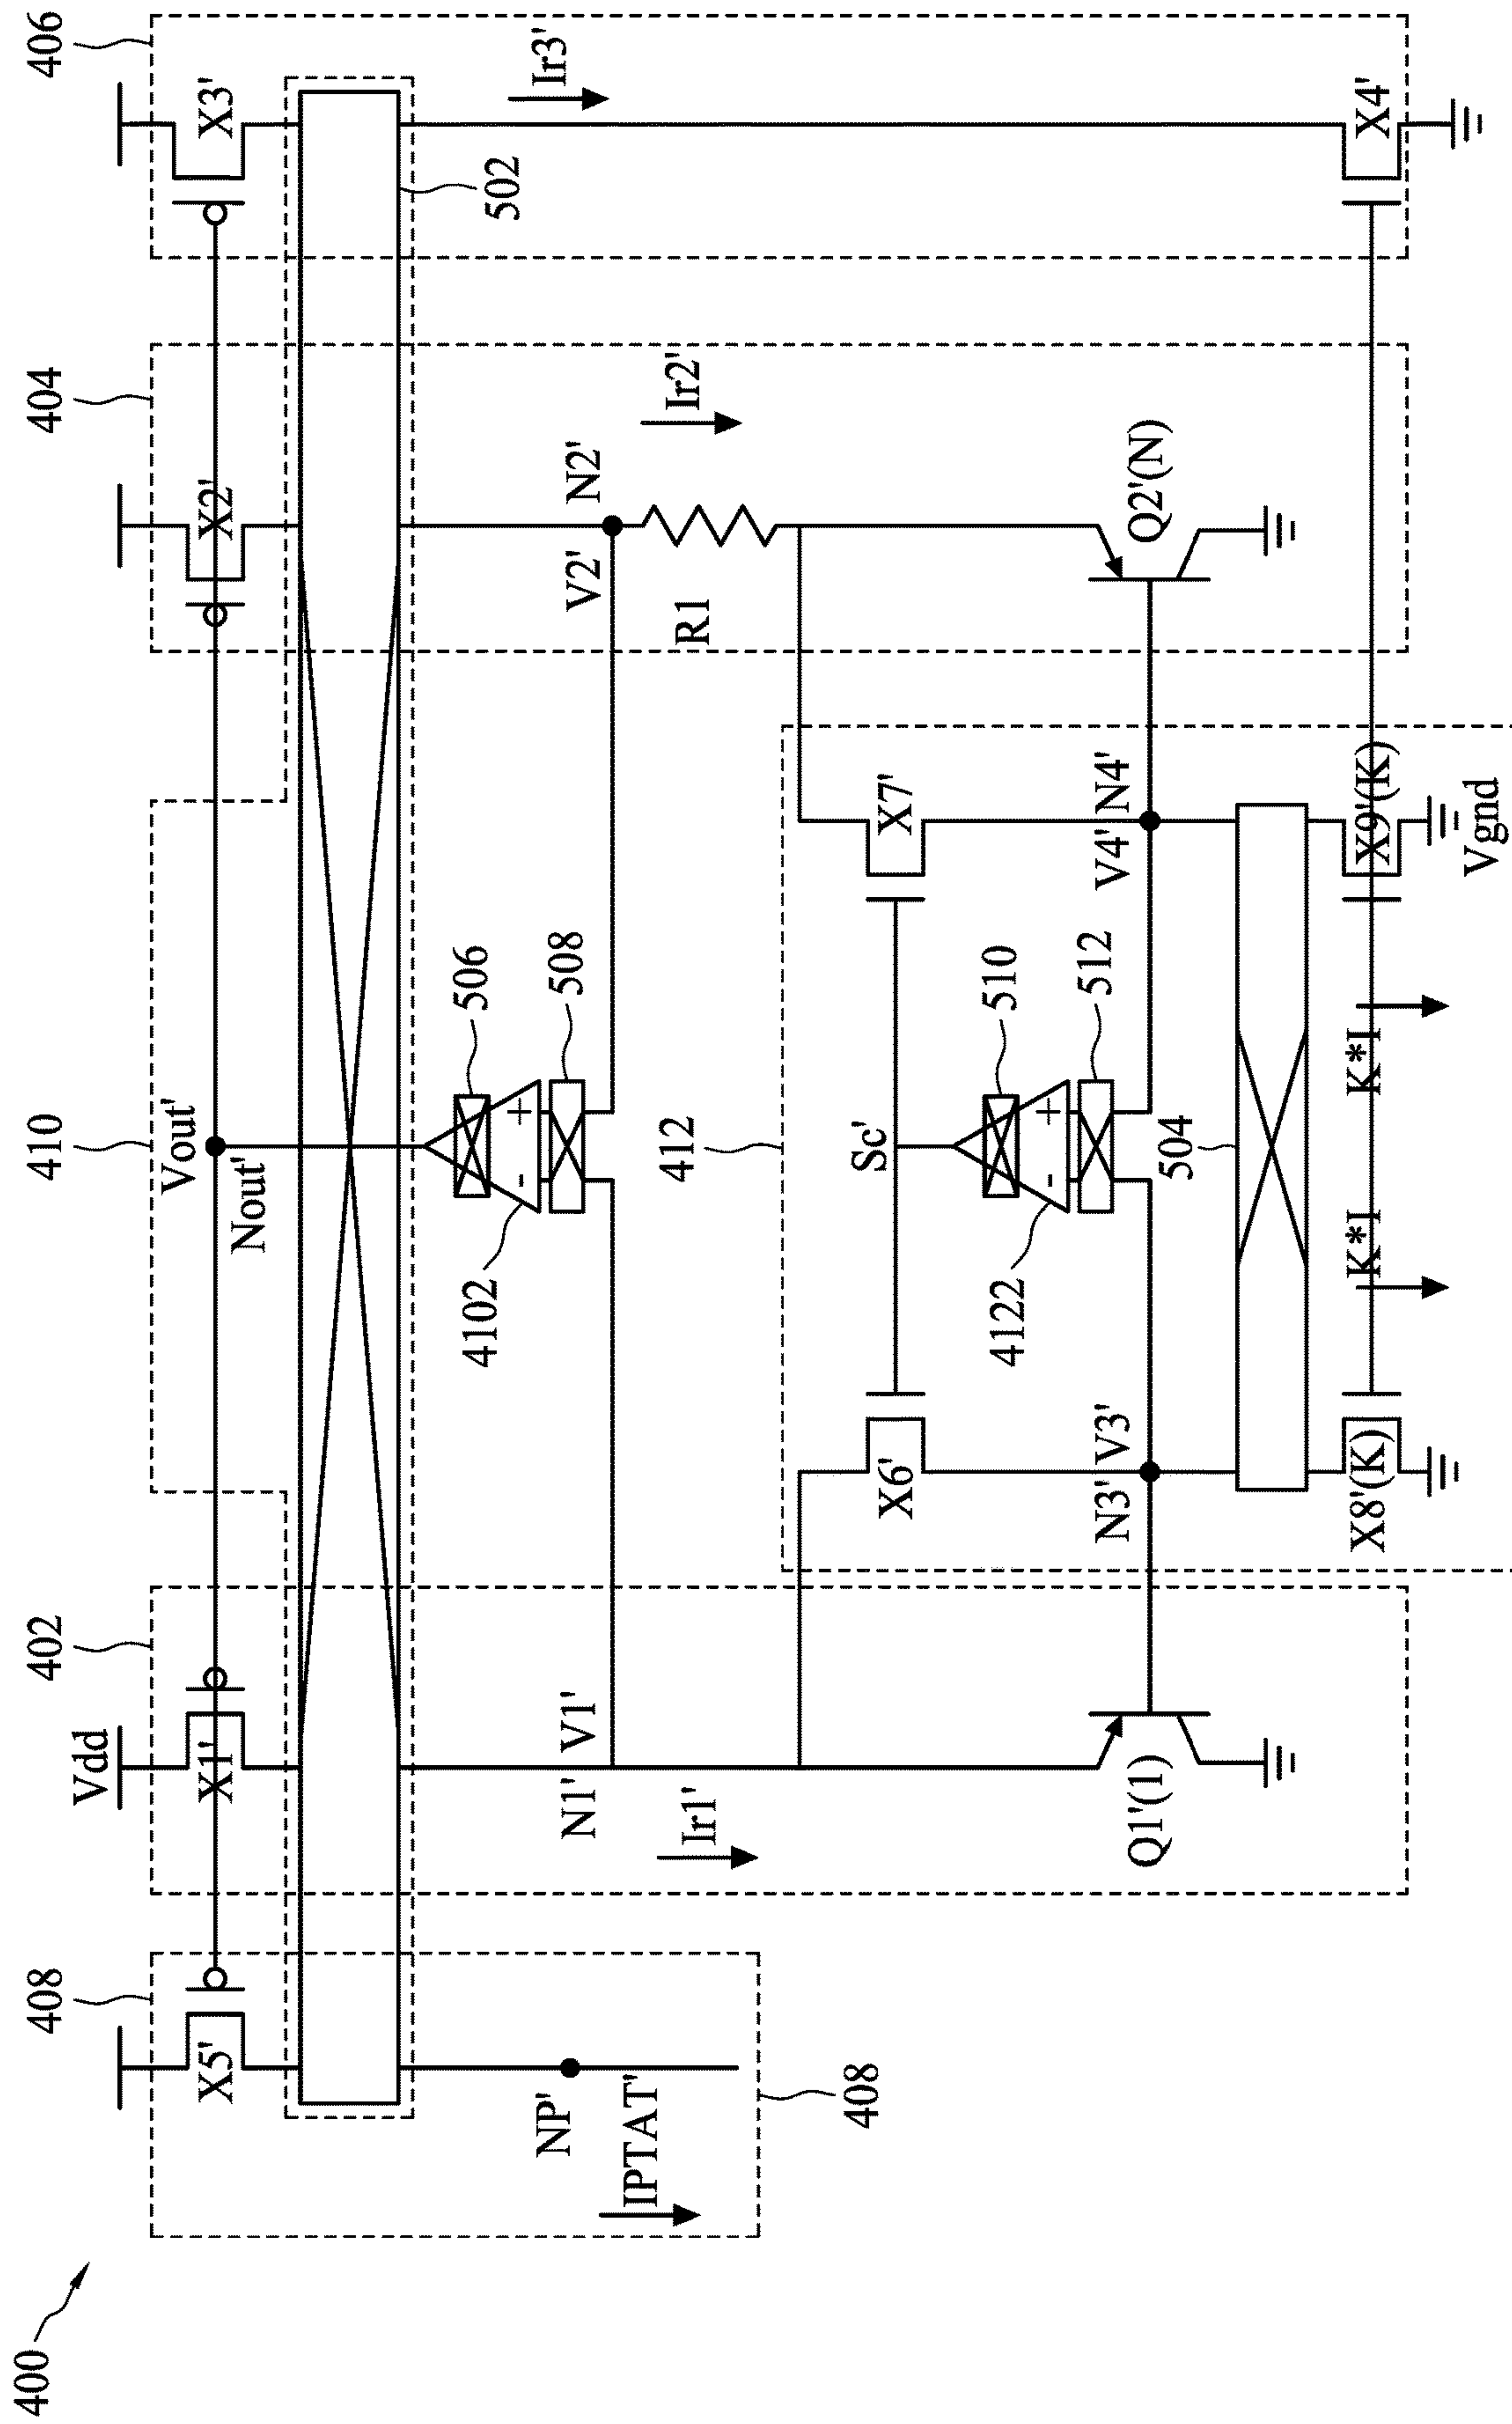 400
408
402
410
404
406
Vdd
Vout'
Nout'
X5'
X1'
X2'
X3'
502
506
508
4102
+
-
NP'
IPTAT'
408
N1'
V1'
Ir1'
V2'
N2'
Ir2'
R1
Ir3'
412
Sc'
X6'
X7'
510
512
4122
+
-
N3'
V3'
V4'
N4'
Q1'(1)
Q2'(N)
504
X8'(K)
K*I
K*I
X9'(K)
X4'
Vgnd